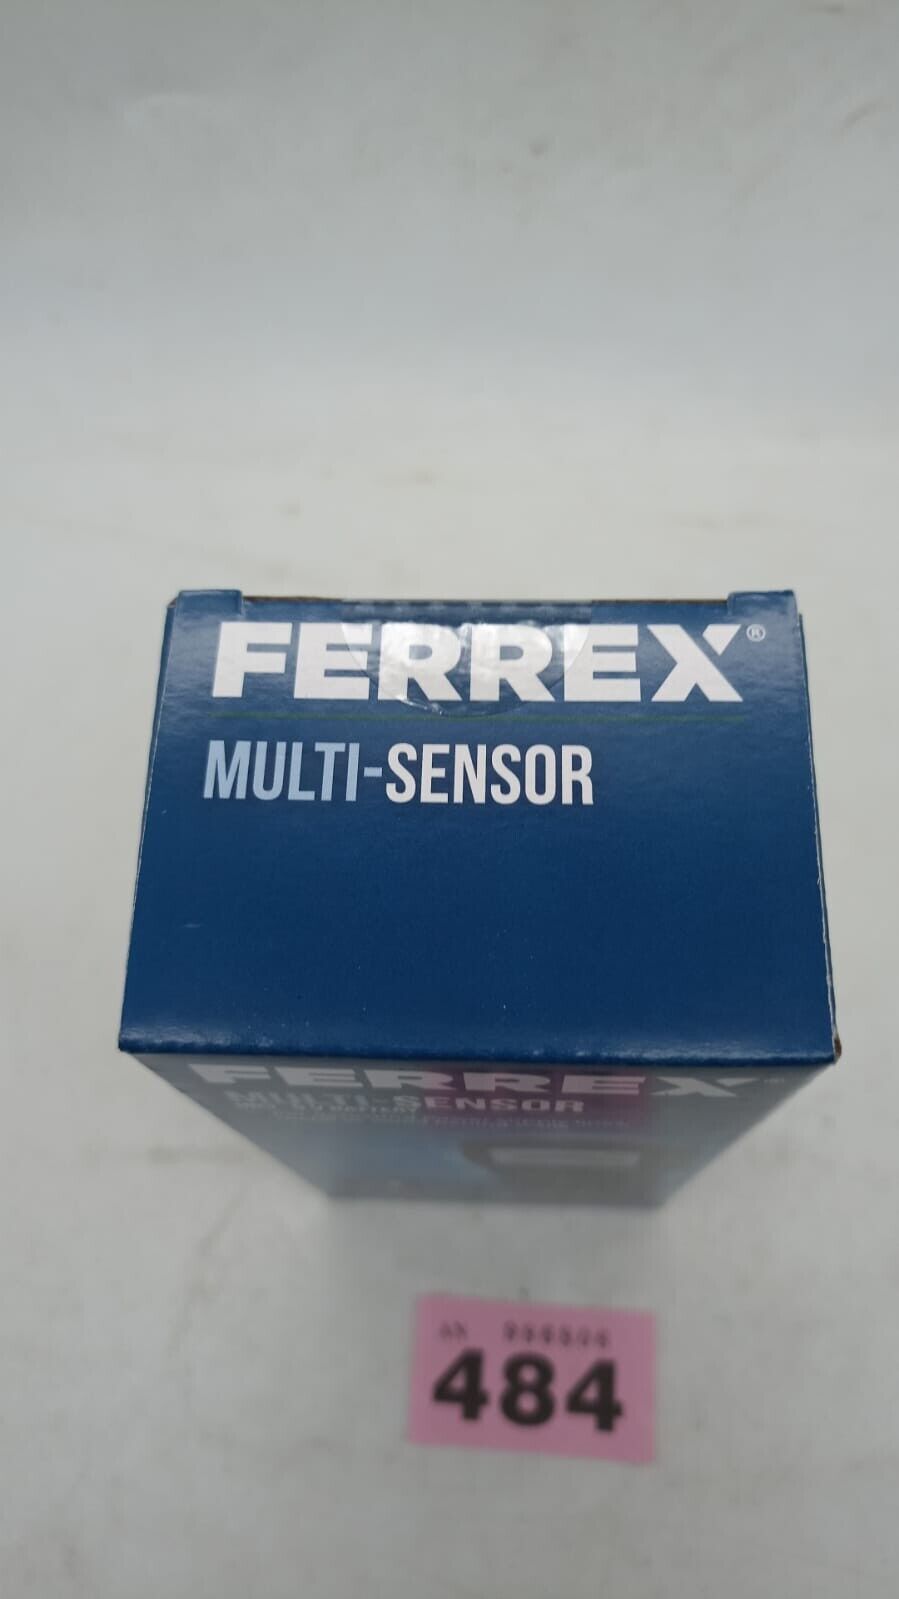 FERREX®
MULTI-SENSOR
FERREX®
MULTI-SENSOR
484